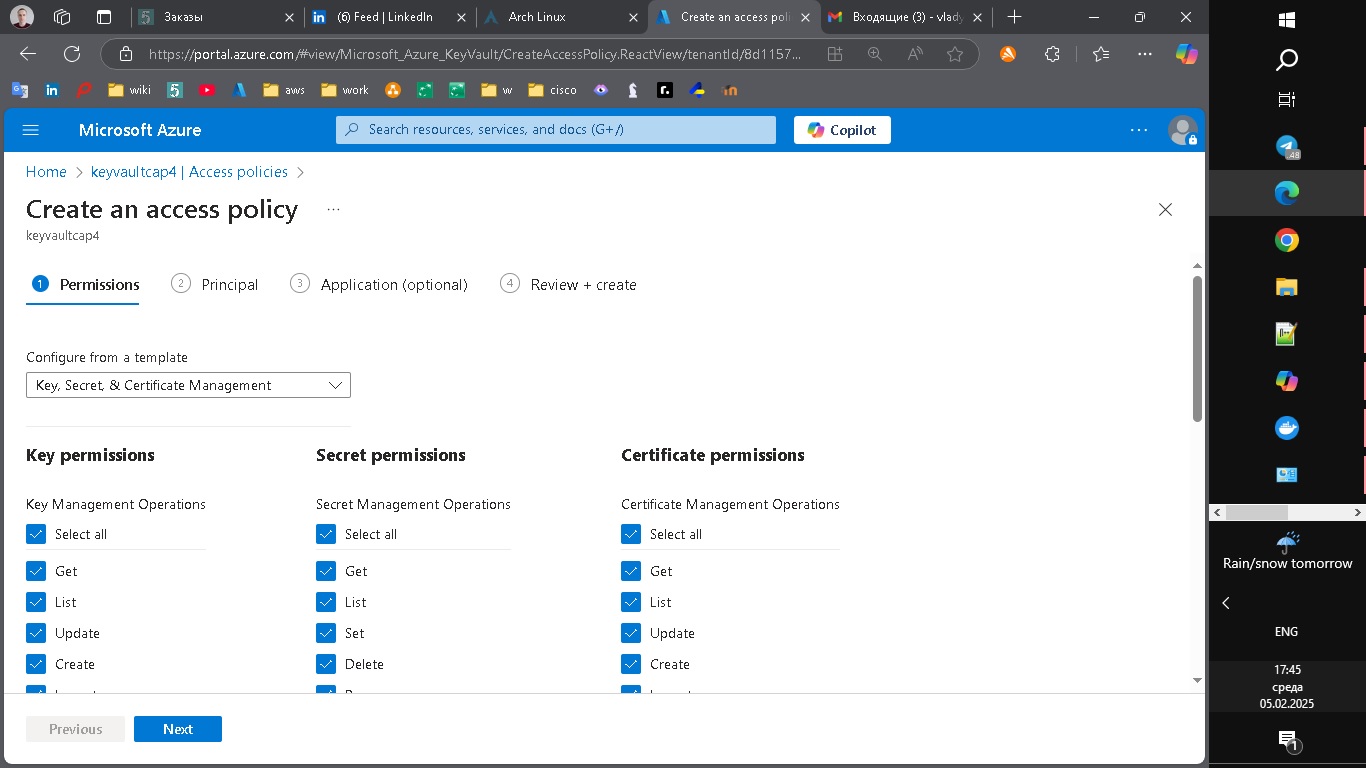 Заказы
(6) Feed | LinkedIn
Arch Linux
Create an access poli
Входящие (3) - vlady
https://portal.azure.com/#view/Microsoft_Azure_KeyVault/CreateAccessPolicy.ReactView/tenantId/8d1157...
wiki
aws
work
w
cisco
Microsoft Azure
Search resources, services, and docs (G+/)
Copilot
Home > keyvaultcap4 | Access policies >
Create an access policy
keyvaultcap4
1 Permissions
2 Principal
3 Application (optional)
4 Review + create
Configure from a template
Key, Secret, & Certificate Management
Key permissions
Key Management Operations
Select all
Get
List
Update
Create
Secret permissions
Secret Management Operations
Select all
Get
List
Set
Delete
Certificate permissions
Certificate Management Operations
Select all
Get
List
Update
Create
Previous
Next
48
Rain/snow tomorrow
ENG
17:45
среда
05.02.2025
1